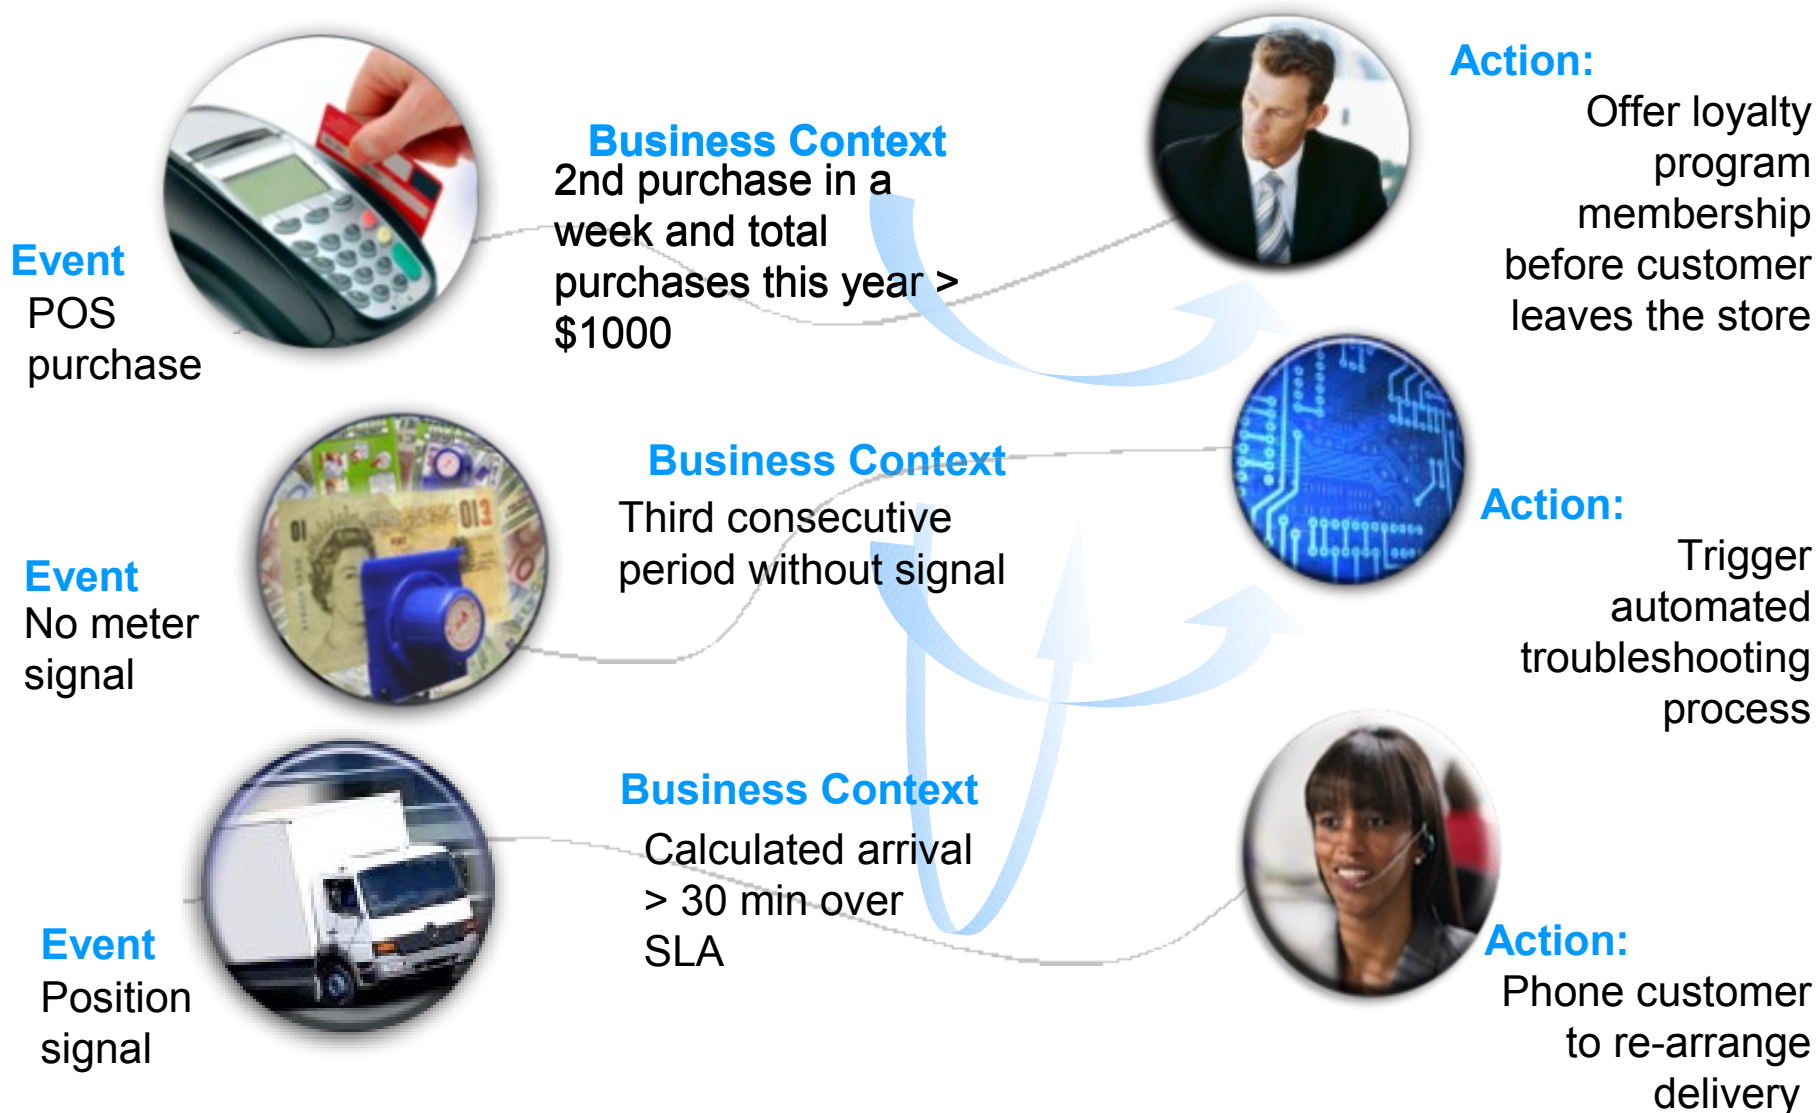 Event
POS
purchase
Business Context
2nd purchase in a
week and total
purchases this year >
$1000
Action:
Offer loyalty
program
membership
before customer
leaves the store
Event
No meter
signal
Business Context
Third consecutive
period without signal
Action:
Trigger
automated
troubleshooting
process
Event
Position
signal
Business Context
Calculated arrival
> 30 min over
SLA
Action:
Phone customer
to re-arrange
delivery